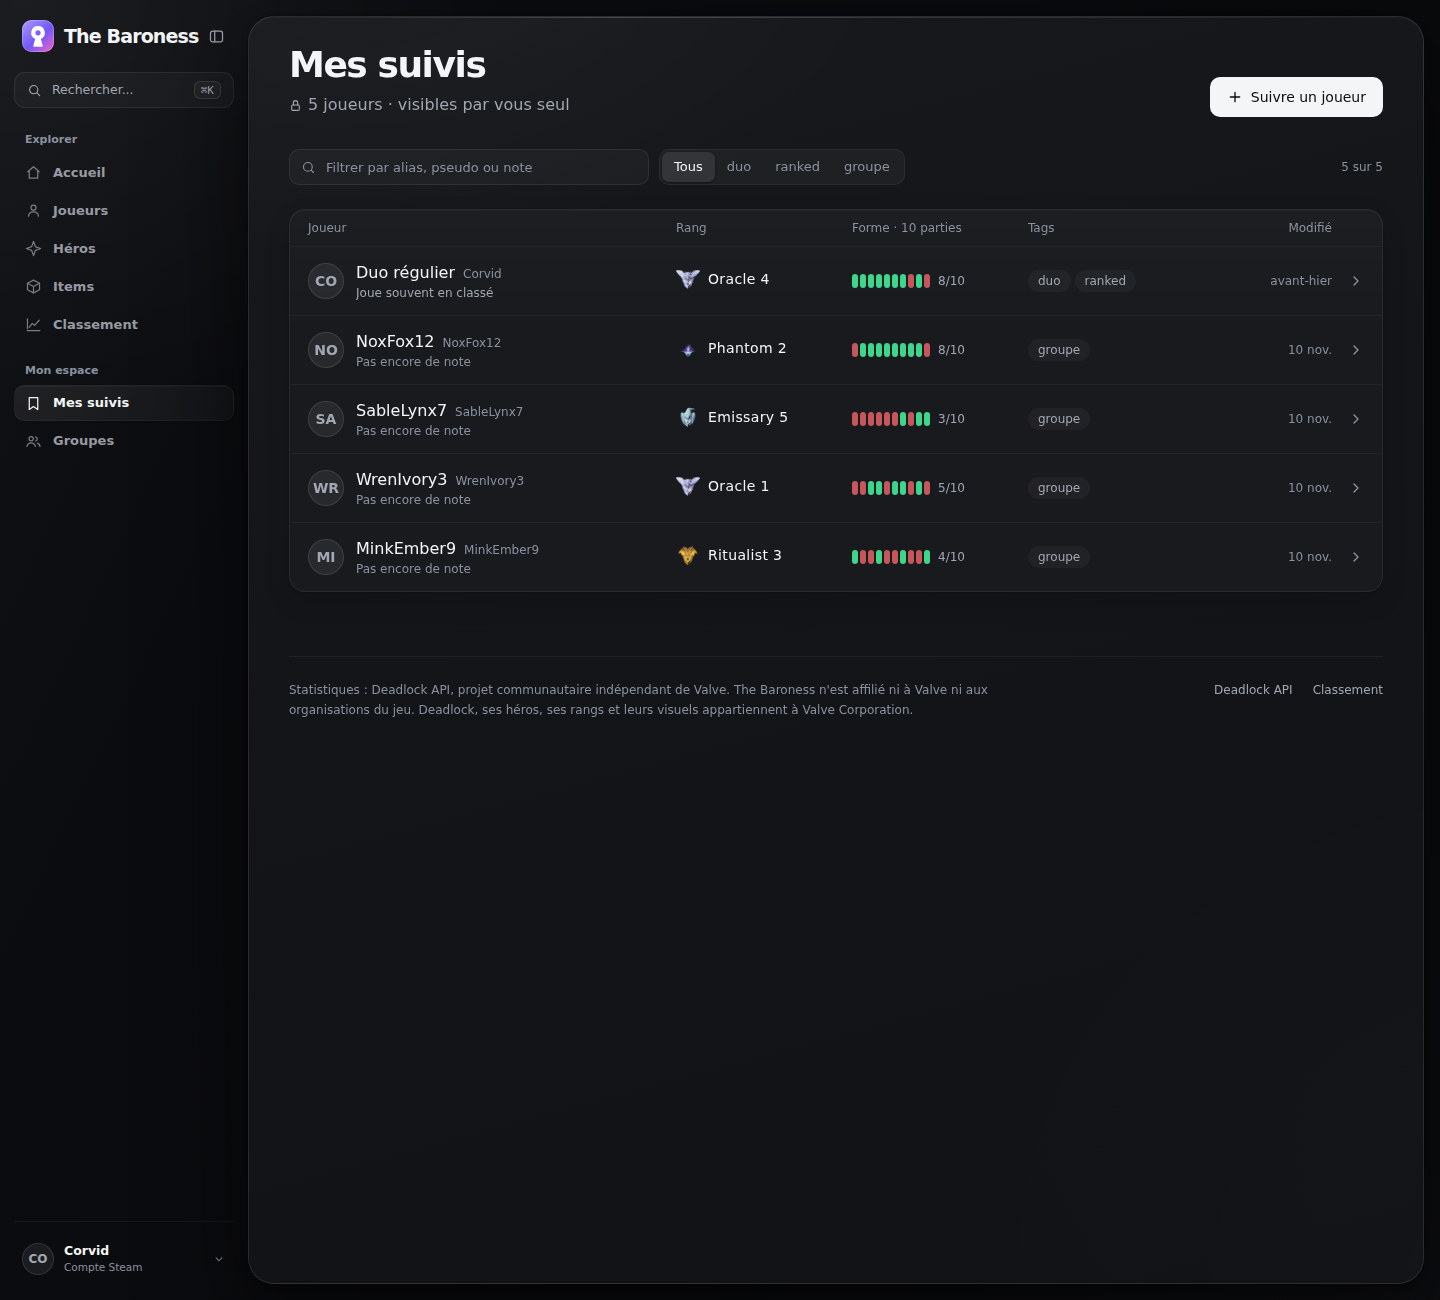 The Baroness
Rechercher...
⌘K
Explorer
Accueil
Joueurs
Héros
Items
Classement
Mon espace
Mes suivis
Groupes
Corvid
CO
Compte Steam
Mes suivis
5 joueurs · visibles par vous seul
Suivre un joueur
Filtrer par alias, pseudo ou note
Tous duo ranked groupe
5 sur 5
Joueur Rang Forme · 10 parties Tags Modifié
CO Duo régulier Corvid Oracle 4 8/10 duo ranked avant-hier
Joue souvent en classé
NO NoxFox12 NoxFox12 Phantom 2 8/10 groupe 10 nov.
Pas encore de note
SA SableLynx7 SableLynx7 Emissary 5 3/10 groupe 10 nov.
Pas encore de note
WR WrenIvory3 WrenIvory3 Oracle 1 5/10 groupe 10 nov.
Pas encore de note
MI MinkEmber9 MinkEmber9 Ritualist 3 4/10 groupe 10 nov.
Pas encore de note
Statistiques : Deadlock API, projet communautaire indépendant de Valve. The Baroness n'est affilié ni à Valve ni aux
organisations du jeu. Deadlock, ses héros, ses rangs et leurs visuels appartiennent à Valve Corporation.
Deadlock API Classement